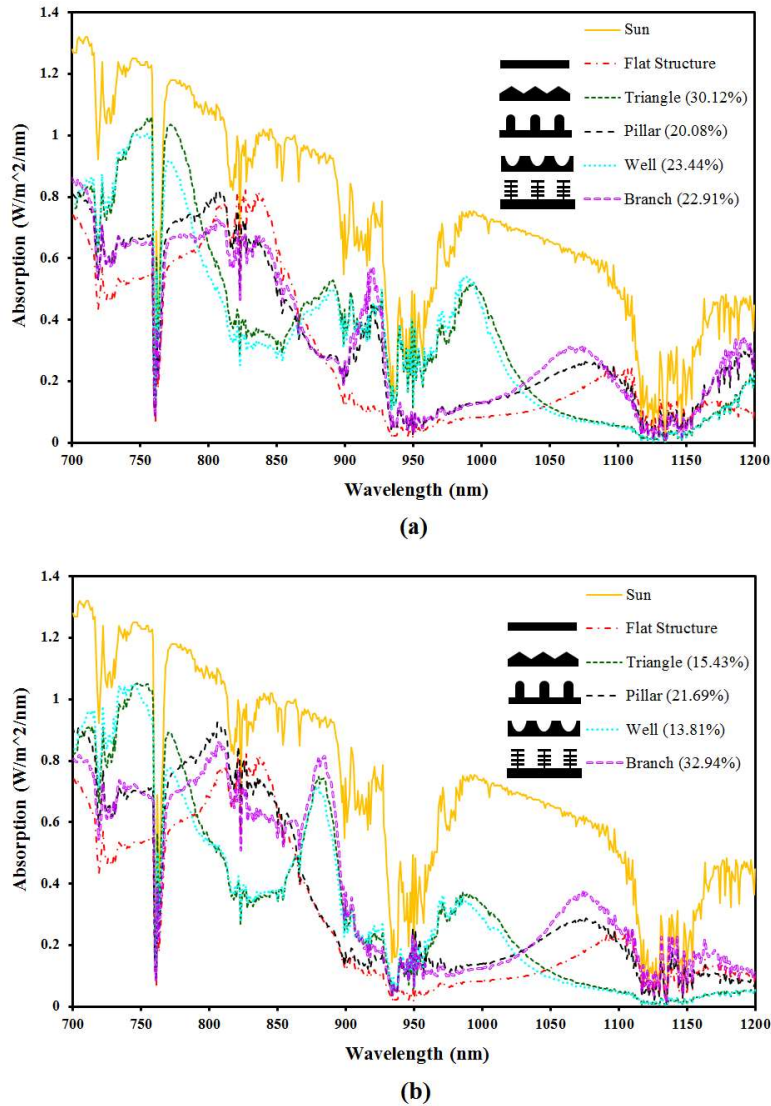 1.4
1.2
1
0.8
0.6
0.4
0.2
0
Absorption (W/m^2/nm)
Sun
Flat Structure
Triangle (30.12%)
Pillar (20.08%)
Well (23.44%)
Branch (22.91%)
700 750 800 850 900 950 1000 1050 1100 1150 1200
Wavelength (nm)
(a)
1.4
1.2
1
0.8
0.6
0.4
0.2
0
Absorption (W/m^2/nm)
Sun
Flat Structure
Triangle (15.43%)
Pillar (21.69%)
Well (13.81%)
Branch (32.94%)
700 750 800 850 900 950 1000 1050 1100 1150 1200
Wavelength (nm)
(b)